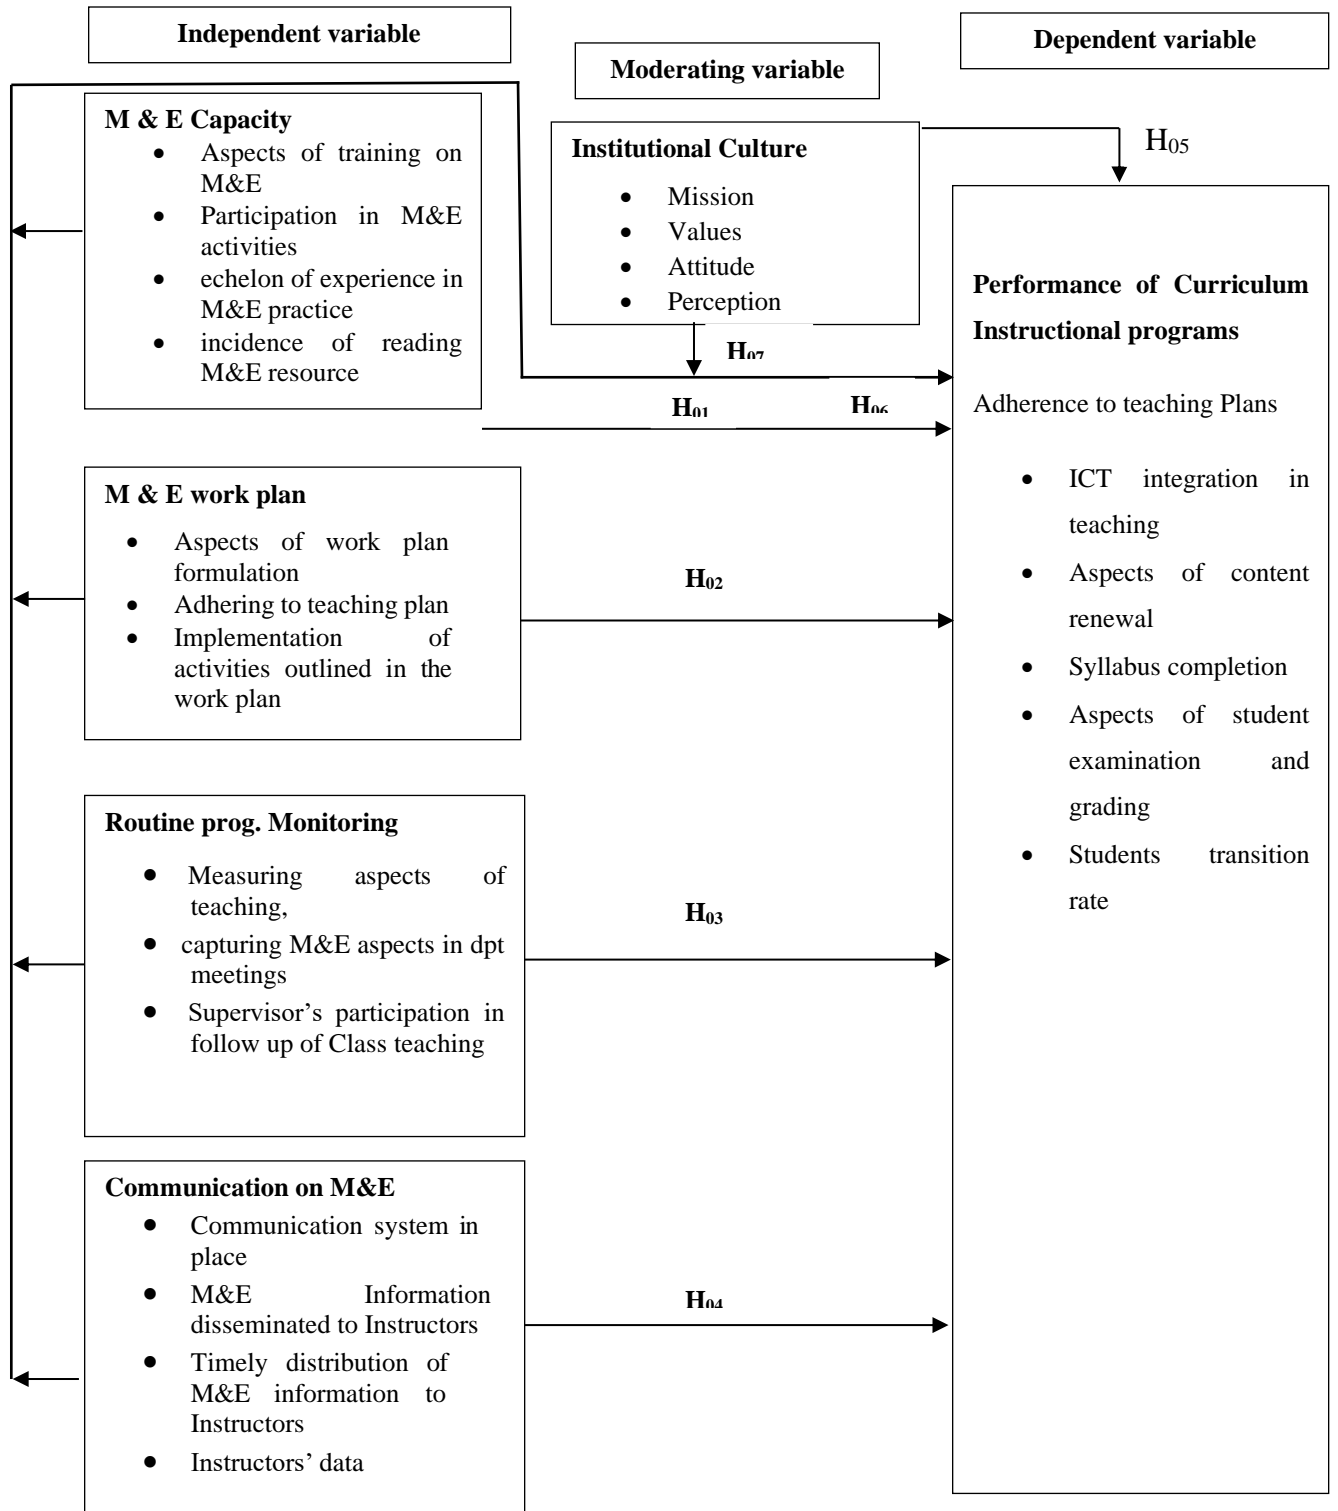 Independent variable
Moderating variable
Dependent variable
M & E Capacity
• Aspects of training on
M&E
• Participation in M&E
activities
• echelon of experience in
M&E practice
• incidence of reading
M&E resource
Institutional Culture
• Mission
• Values
• Attitude
• Perception
H05
H07
H01
H06
M & E work plan
• Aspects of work plan
formulation
• Adhering to teaching plan
• Implementation of
activities outlined in the
work plan
H02
Routine prog. Monitoring
• Measuring aspects of
teaching,
• capturing M&E aspects in dpt
meetings
• Supervisor’s participation in
follow up of Class teaching
H03
Communication on M&E
• Communication system in
place
• M&E Information
disseminated to Instructors
• Timely distribution of
M&E information to
Instructors
• Instructors’ data
H04
Performance of Curriculum
Instructional programs
Adherence to teaching Plans
• ICT integration in
teaching
• Aspects of content
renewal
• Syllabus completion
• Aspects of student
examination and
grading
• Students transition
rate